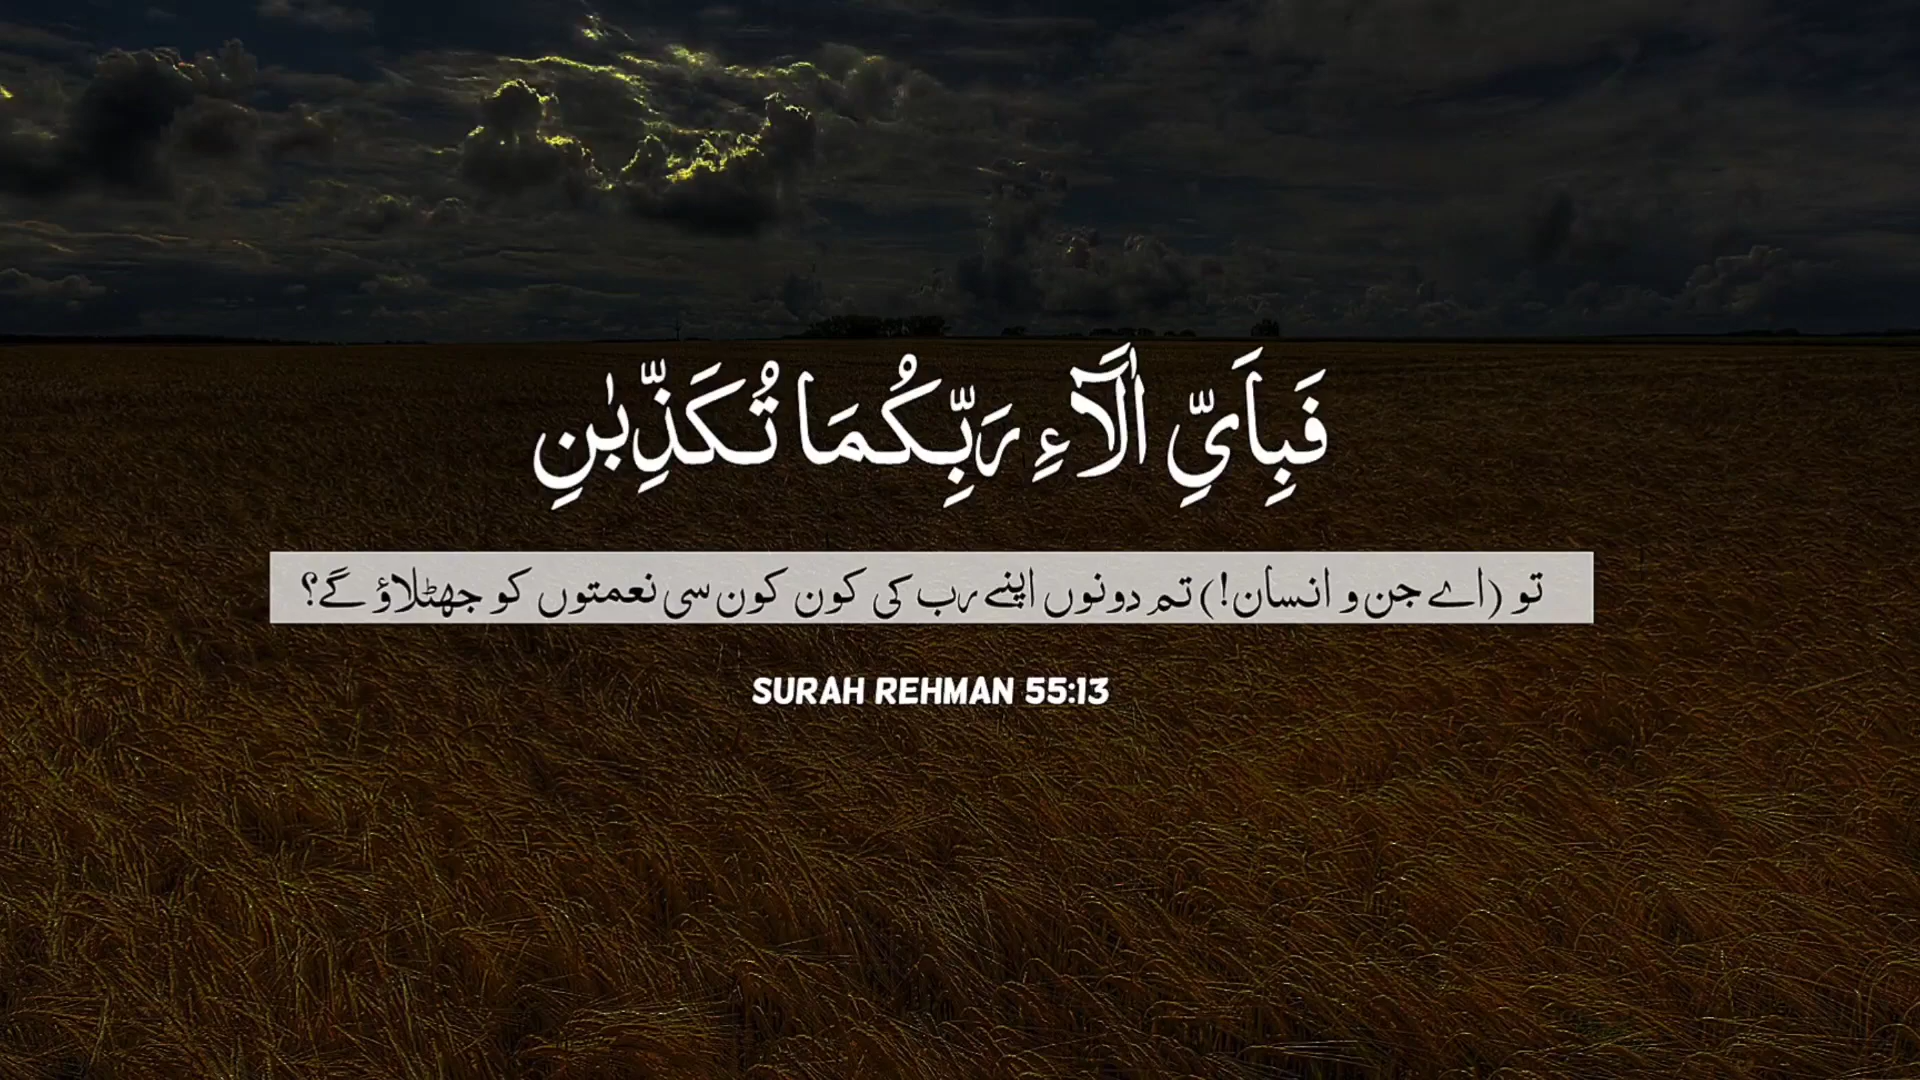 فَبِاَیِّ اٰلَآءِ رَبِّكُمَا تُكَذِّبٰنِ
تو (اے جن و انسان!) تم دونوں اپنے رب کی کون کون سی نعمتوں کو جھٹلاؤ گے؟
SURAH REHMAN 55:13